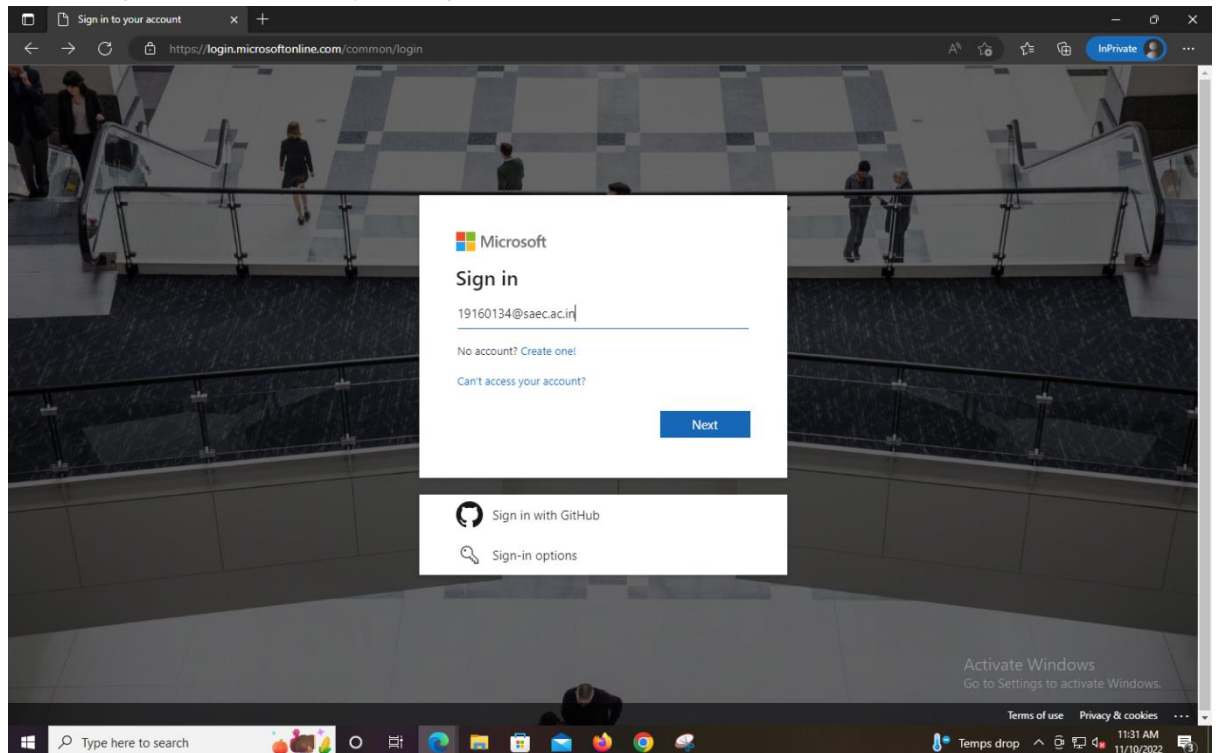 Sign in to your account
https://login.microsoftonline.com/common/login
InPrivate
Microsoft
Sign in
19160134@saec.ac.in
No account? Create one!
Can't access your account?
Next
Sign in with GitHub
Sign-in options
Activate Windows
Go to Settings to activate Windows.
Terms of use Privacy & cookies
Type here to search
Temps drop
11:31 AM
11/10/2022
3